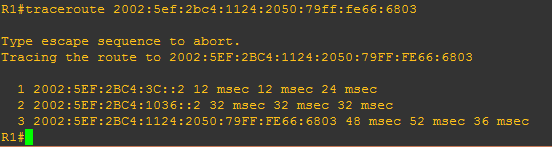 R1#traceroute 2002:5ef:2bc4:1124:2050:79ff:fe66:6803
Type escape sequence to abort.
Tracing the route to 2002:5EF:2BC4:1124:2050:79FF:FE66:6803
1 2002:5EF:2BC4:3C::2 12 msec 12 msec 24 msec
2 2002:5EF:2BC4:1036::2 32 msec 32 msec 32 msec
3 2002:5EF:2BC4:1124:2050:79FF:FE66:6803 48 msec 52 msec 36 msec
R1#